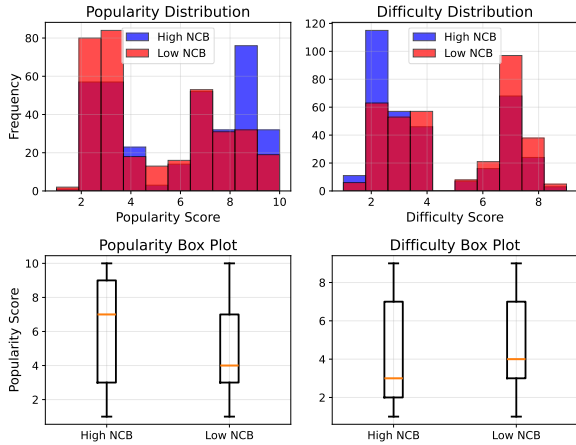 Popularity Distribution
Difficulty Distribution
High NCB
Low NCB
High NCB
Low NCB
Frequency
0
20
40
60
80
0
20
40
60
80
100
120
2
4
6
8
10
2
4
6
8
Popularity Score
Difficulty Score
Popularity Box Plot
Difficulty Box Plot
Popularity Score
10
8
6
4
2
8
6
4
2
High NCB
Low NCB
High NCB
Low NCB